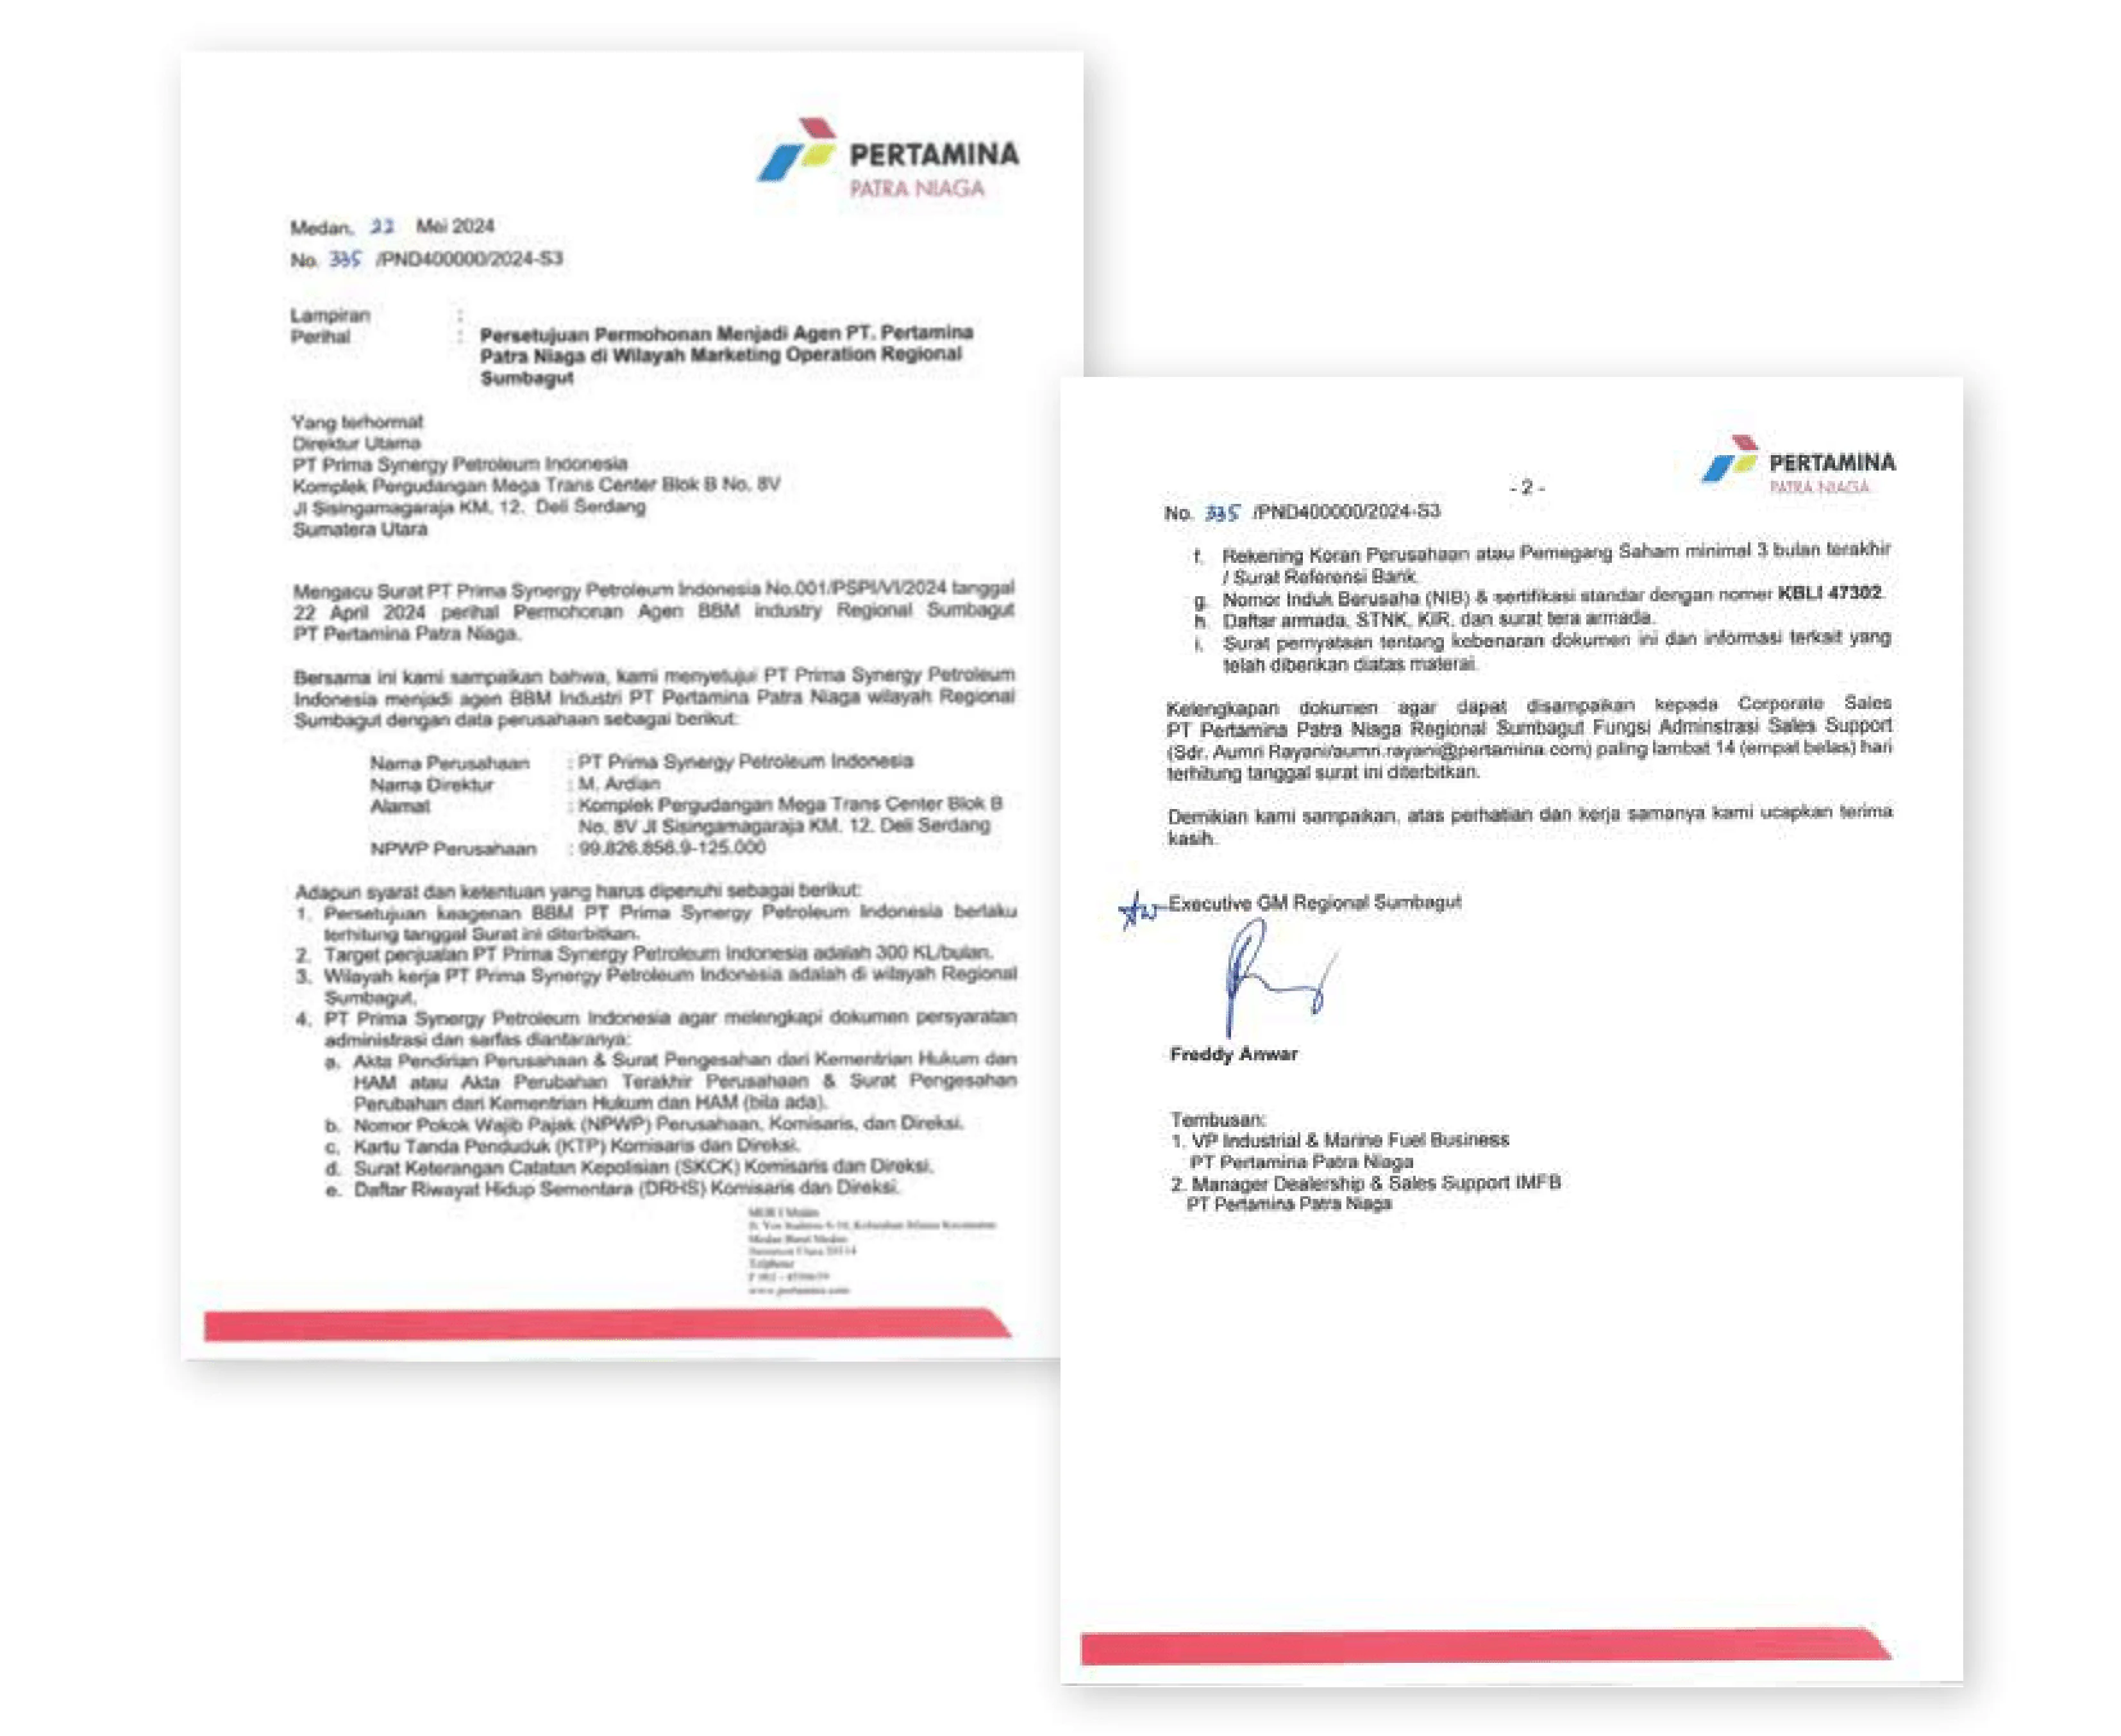 PERTAMINA
PATRA NIAGA
Medan, 22 Mei 2024
No. 335 /PND400000/2024-S3
Lampiran :
Perihal : Persetujuan Permohonan Menjadi Agen PT. Pertamina
Patra Niaga di Wilayah Marketing Operation Regional
Sumbagut
Yang terhormat
Direktur Utama
PT Prima Synergy Petroleum Indonesia
Komplek Pergudangan Mega Trans Center Blok B No. 8V
Jl Sisingamagaraja KM. 12. Deli Serdang
Sumatera Utara
Mengacu Surat PT Prima Synergy Petroleum Indonesia No.001/PSPI/VI/2024 tanggal
22 April 2024 perihal Permohonan Agen BBM industry Regional Sumbagut
PT Pertamina Patra Niaga.
Bersama ini kami sampaikan bahwa, kami menyetujui PT Prima Synergy Petroleum
Indonesia menjadi agen BBM Industri PT Pertamina Patra Niaga wilayah Regional
Sumbagut dengan data perusahaan sebagai berikut:
Nama Perusahaan : PT Prima Synergy Petroleum Indonesia
Nama Direktur : M. Ardian
Alamat : Komplek Pergudangan Mega Trans Center Blok B
No. 8V Jl Sisingamagaraja KM. 12. Deli Serdang
NPWP Perusahaan : 99.826.856.9-125.000
Adapun syarat dan ketentuan yang harus dipenuhi sebagai berikut:
1. Persetujuan keagenan BBM PT Prima Synergy Petroleum Indonesia berlaku
terhitung tanggal Surat ini diterbitkan.
2. Target penjualan PT Prima Synergy Petroleum Indonesia adalah 300 KL/bulan.
3. Wilayah kerja PT Prima Synergy Petroleum Indonesia adalah di wilayah Regional
Sumbagut.
4. PT Prima Synergy Petroleum Indonesia agar melengkapi dokumen persyaratan
administrasi dan sarfas diantaranya:
a. Akta Pendirian Perusahaan & Surat Pengesahan dari Kementrian Hukum dan
HAM atau Akta Perubahan Terakhir Perusahaan & Surat Pengesahan
Perubahan dari Kementrian Hukum dan HAM (bila ada).
b. Nomor Pokok Wajib Pajak (NPWP) Perusahaan, Komisaris, dan Direksi.
c. Kartu Tanda Penduduk (KTP) Komisaris dan Direksi.
d. Surat Keterangan Catatan Kepolisian (SKCK) Komisaris dan Direksi.
e. Daftar Riwayat Hidup Sementara (DRHS) Komisaris dan Direksi.
www.pertamina.com
PERTAMINA
PATRA NIAGA
- 2 -
No. 335 /PND400000/2024-S3
f. Rekening Koran Perusahaan atau Pemegang Saham minimal 3 bulan terakhir
/ Surat Referensi Bank.
g. Nomor Induk Berusaha (NIB) & sertifikasi standar dengan nomer KBLI 47302.
h. Daftar armada, STNK, KIR, dan surat tera armada.
i. Surat pernyataan tentang kebenaran dokumen ini dan informasi terkait yang
telah diberikan diatas materai.
Kelengkapan dokumen agar dapat disampaikan kepada Corporate Sales
PT Pertamina Patra Niaga Regional Sumbagut Fungsi Adminstrasi Sales Support
(Sdr. Aumri Rayani/aumri.rayani@pertamina.com) paling lambat 14 (empat belas) hari
terhitung tanggal surat ini diterbitkan.
Demikian kami sampaikan, atas perhatian dan kerja samanya kami ucapkan terima
kasih.
Executive GM Regional Sumbagut
Freddy Anwar
Tembusan:
1. VP Industrial & Marine Fuel Business
PT Pertamina Patra Niaga
2. Manager Dealership & Sales Support IMFB
PT Pertamina Patra Niaga